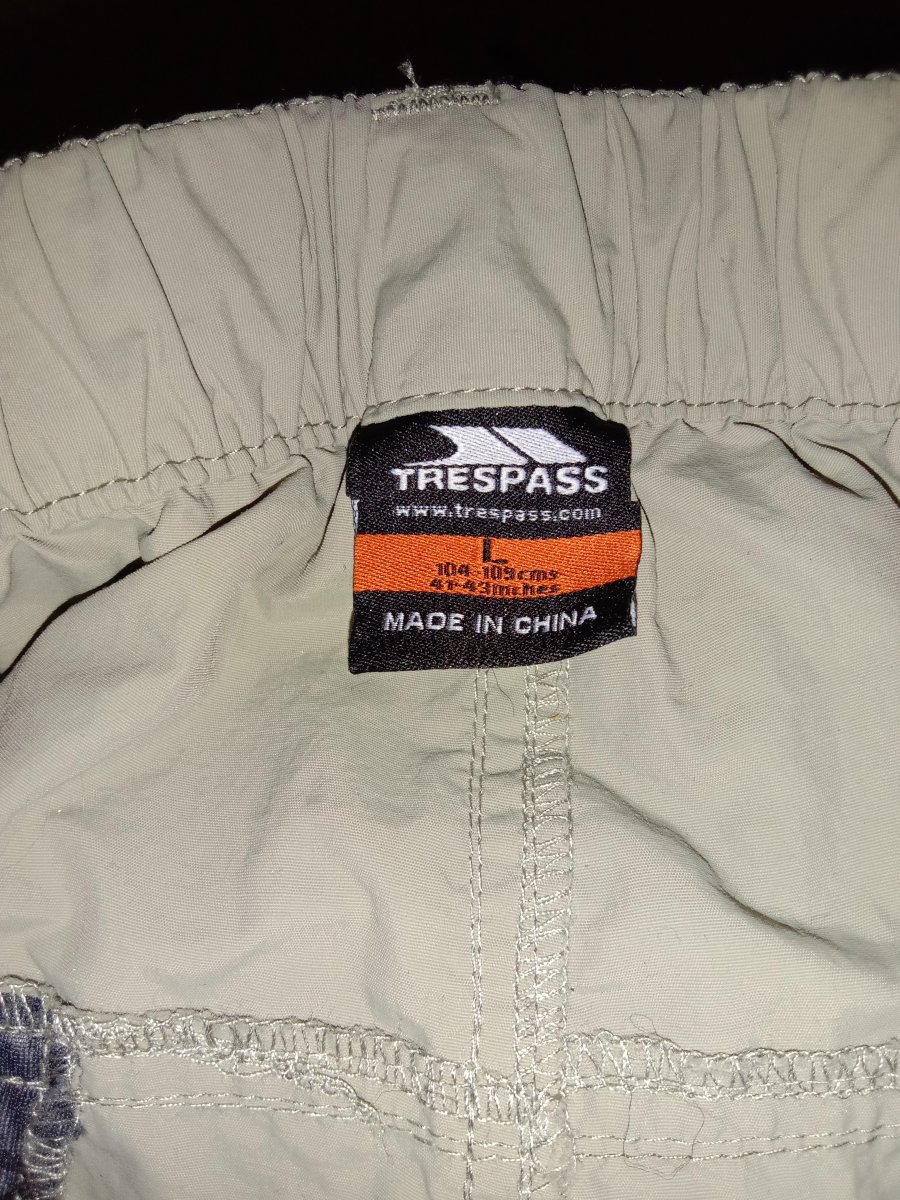 TRESPASS
www.trespass.com
L
104-109cms
41-43inches
MADE IN CHINA